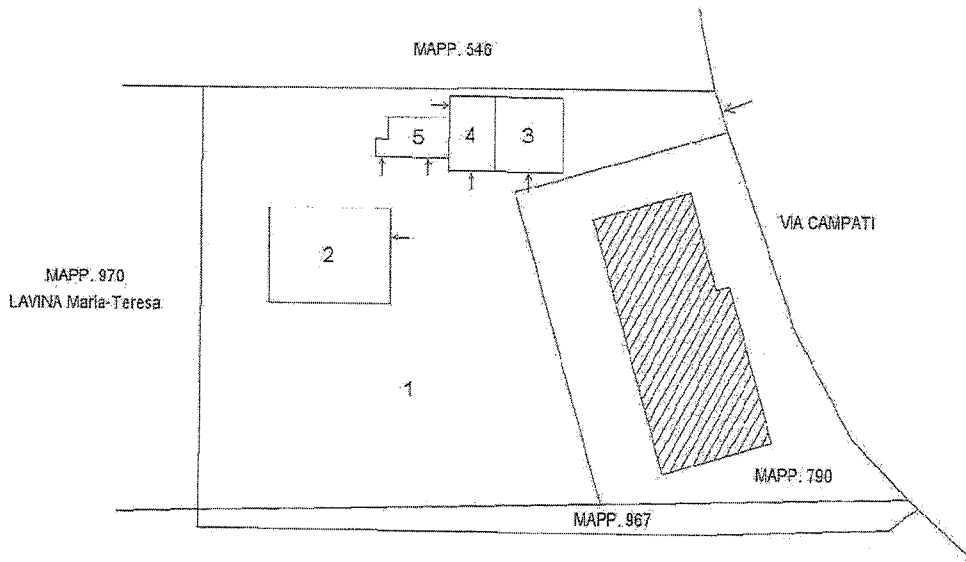 MAPP. 546
5
4
3
VIA CAMPATI
2
MAPP. 970
LAVINA Maria-Teresa
1
MAPP. 790
MAPP. 967